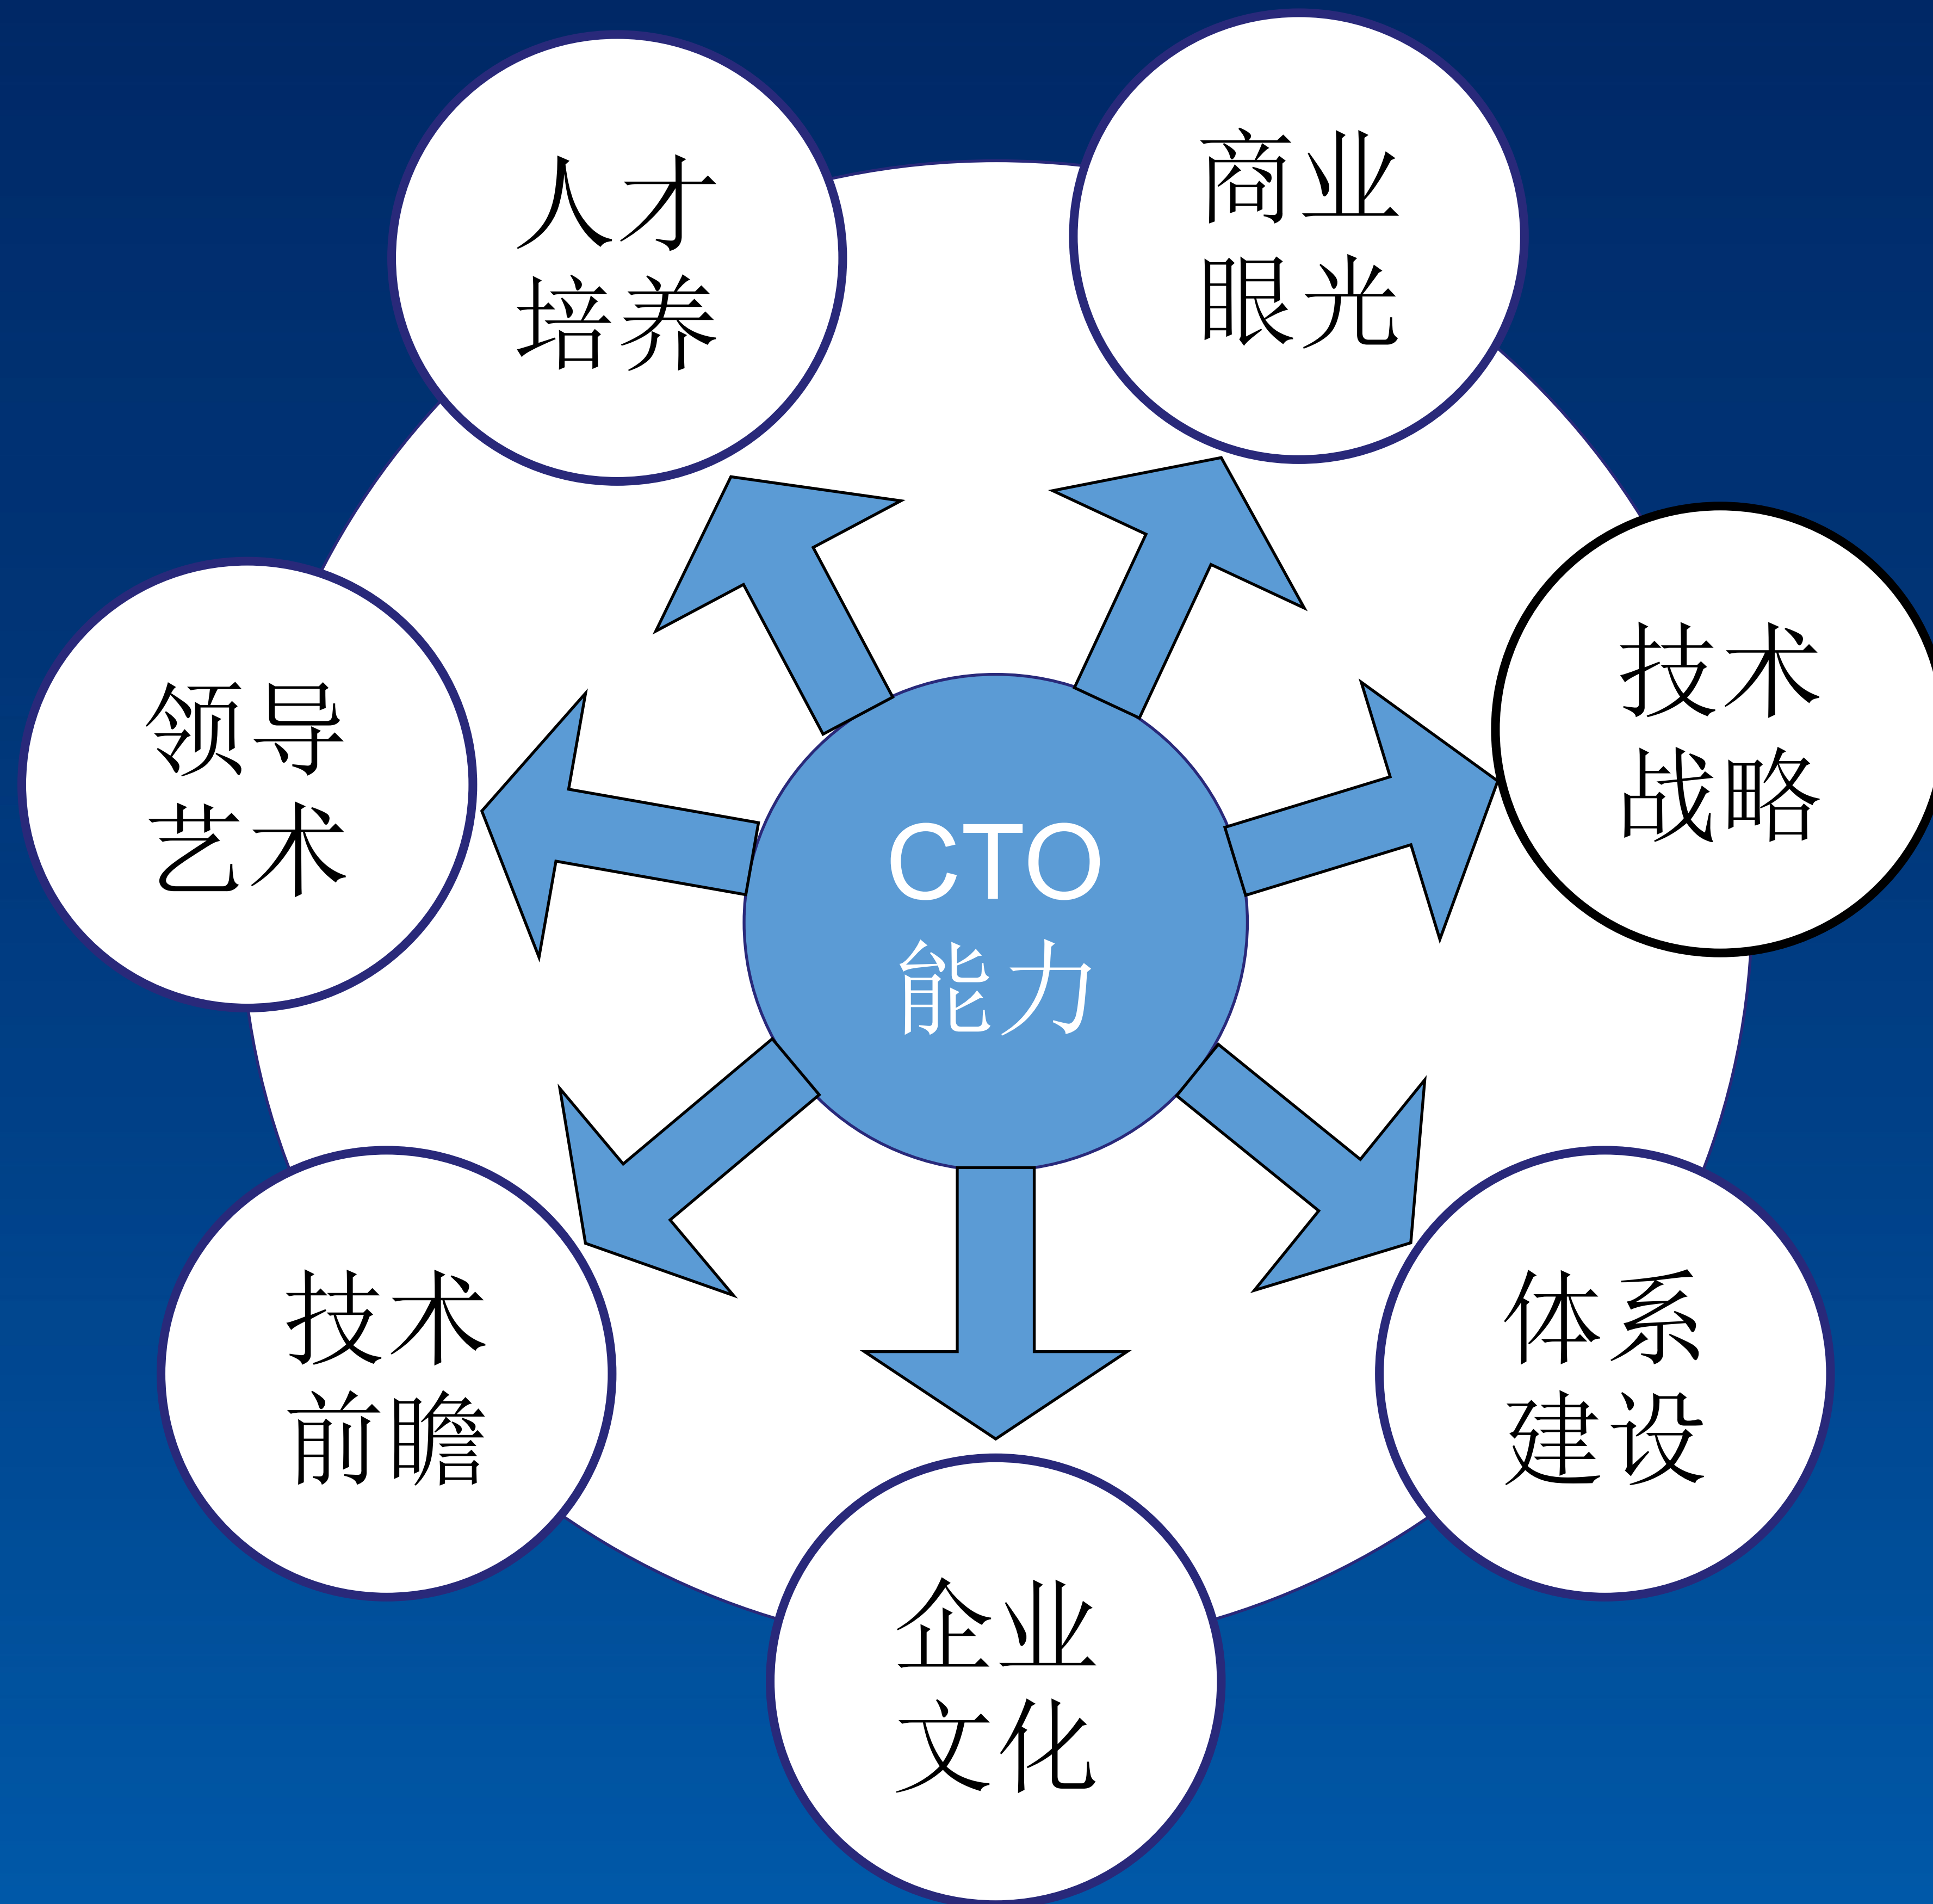 人才
培养
商业
眼光
技术
战略
领导
艺术
CTO
能力
技术
前瞻
体系
建设
企业
文化